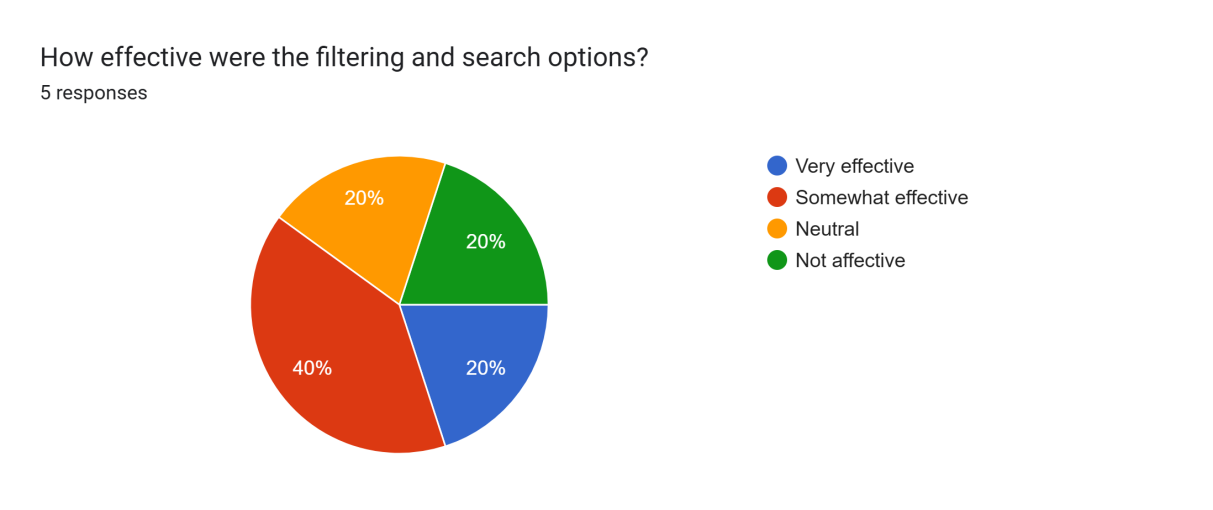 How effective were the filtering and search options?
5 responses
20%
20%
40%
20%
Very effective
Somewhat effective
Neutral
Not affective